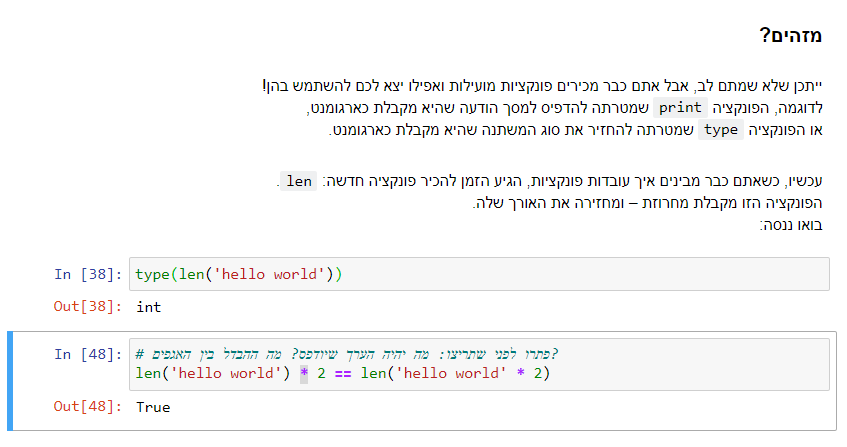 מזהים?
ייתכן שלא שמתם לב, אבל אתם כבר מכירים פונקציות מועילות ואפילו יצא לכם להשתמש בהן!
לדוגמה, הפונקציה print שמטרתה להדפיס למסך הודעה שהיא מקבלת כארגומנט,
או הפונקציה type שמטרתה להחזיר את סוג המשתנה שהיא מקבלת כארגומנט.
עכשיו, כשאתם כבר מבינים איך עובדות פונקציות, הגיע הזמן להכיר פונקציה חדשה: len.
הפונקציה הזו מקבלת מחרוזת – ומחזירה את האורך שלה.
בואו ננסה:
In [38]: type(len('hello world'))
Out[38]: int
In [48]: # פתרו לפני שתריצו: מה יהיה הערך שיודפס? מה ההבדל בין האגפים?
len('hello world') * 2 == len('hello world' * 2)
Out[48]: True